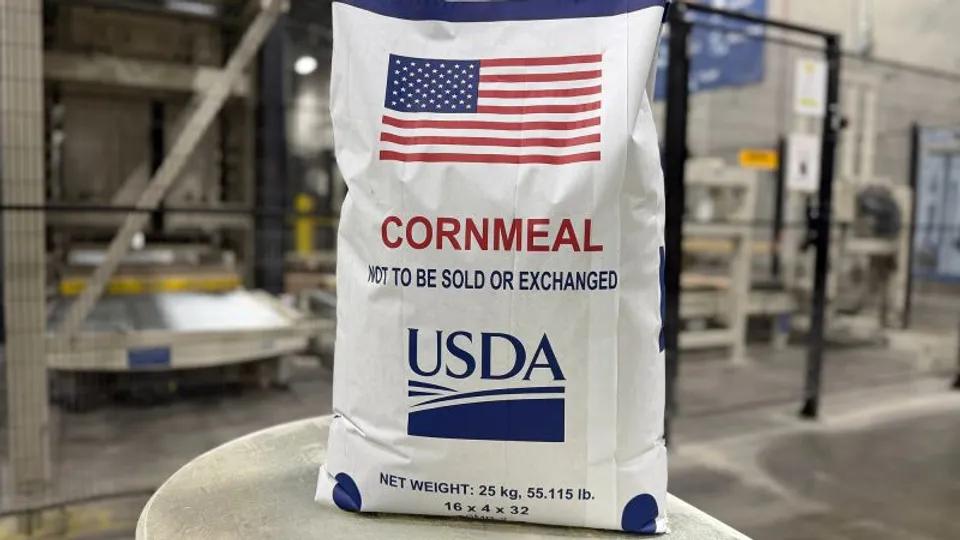 CORNMEAL
NOT TO BE SOLD OR EXCHANGED
USDA
NET WEIGHT: 25 kg, 55.115 lb.
16 x 4 x 32